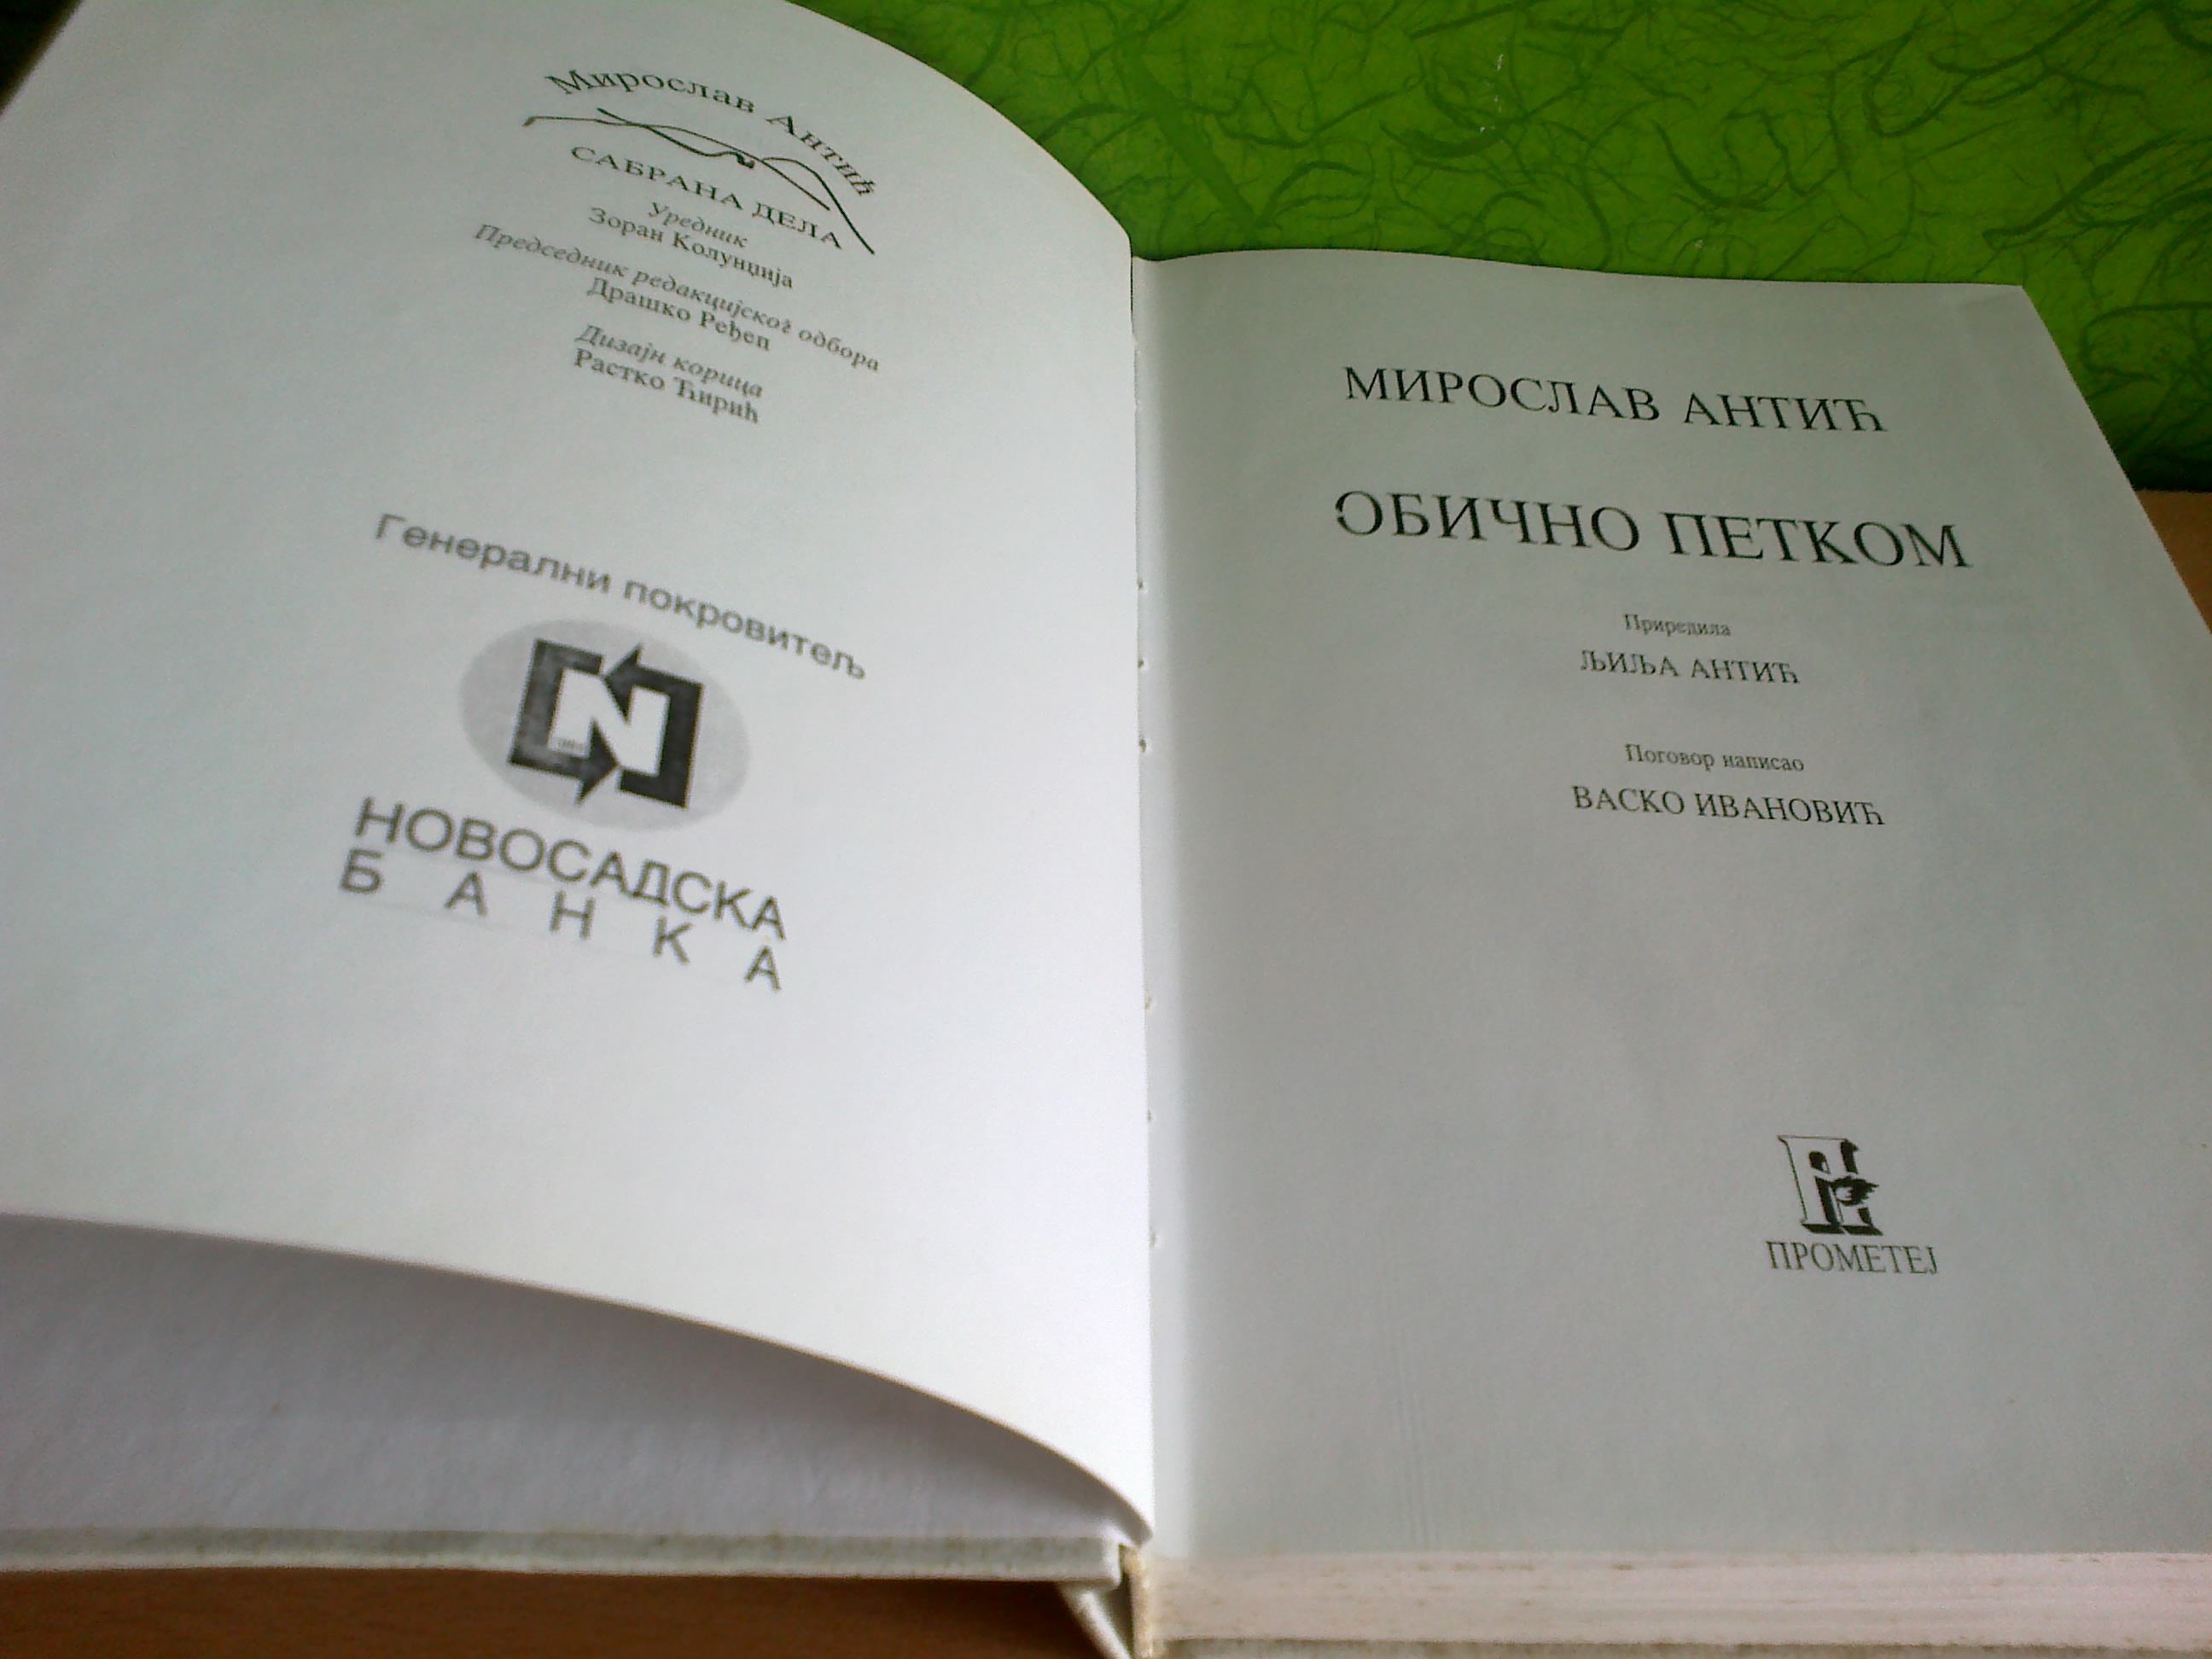 Мирослав Антић
САБРАНА ДЕЛА
Уредник
Зоран Колунџија
Председник редакцијског одбора
Драшко Ређеп
Дизајн корица
Растко Ћирић
Генерални покровитељ
НОВОСАДСКА
БАНКА
МИРОСЛАВ АНТИЋ
ОБИЧНО ПЕТКОМ
Приредила
ЉИЉА АНТИЋ
Поговор написао
ВАСКО ИВАНОВИЋ
ПРОМЕТЕЈ